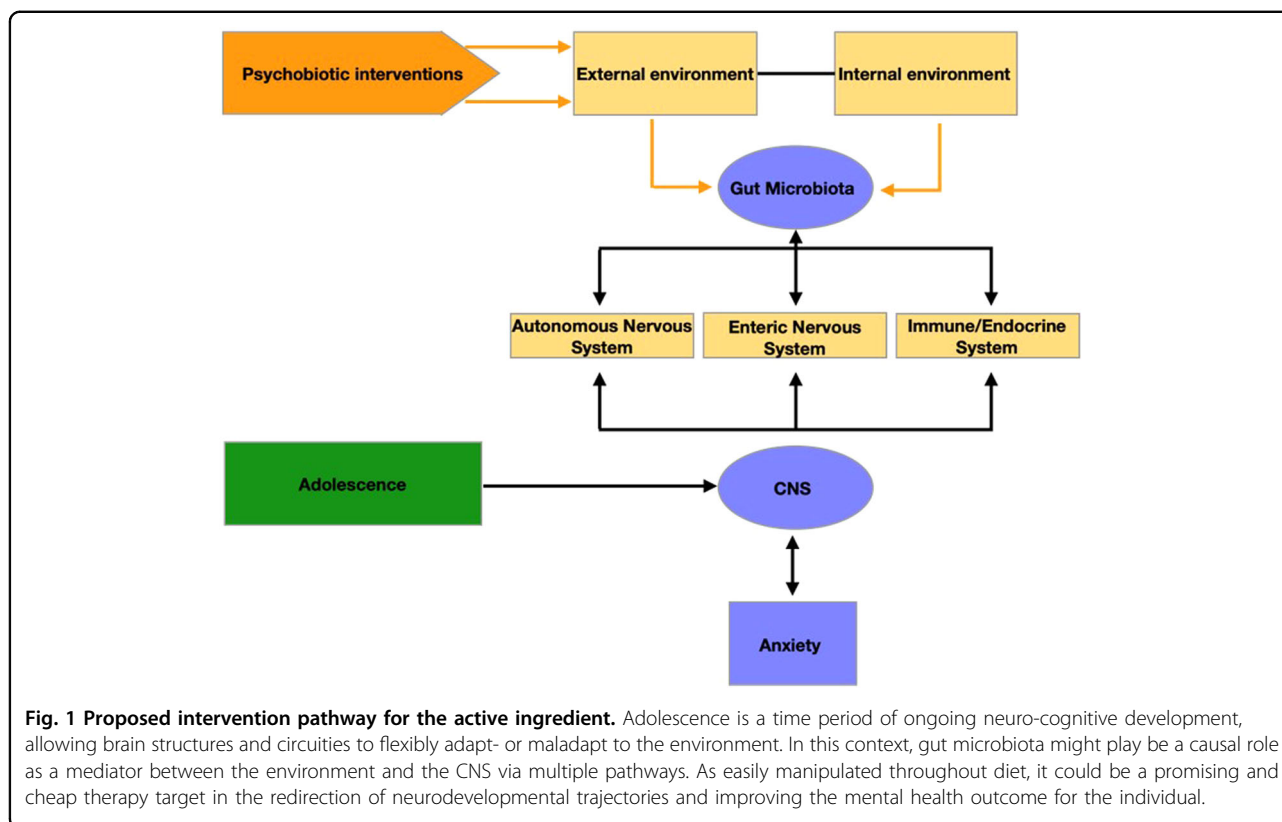 Psychobiotic interventions
External environment
Internal environment
Gut Microbiota
Autonomous Nervous
System
Enteric Nervous
System
Immune/Endocrine
System
Adolescence
CNS
Anxiety
Fig. 1 Proposed intervention pathway for the active ingredient. Adolescence is a time period of ongoing neuro-cognitive development,
allowing brain structures and circuities to flexibly adapt- or maladapt to the environment. In this context, gut microbiota might play be a causal role
as a mediator between the environment and the CNS via multiple pathways. As easily manipulated throughout diet, it could be a promising and
cheap therapy target in the redirection of neurodevelopmental trajectories and improving the mental health outcome for the individual.